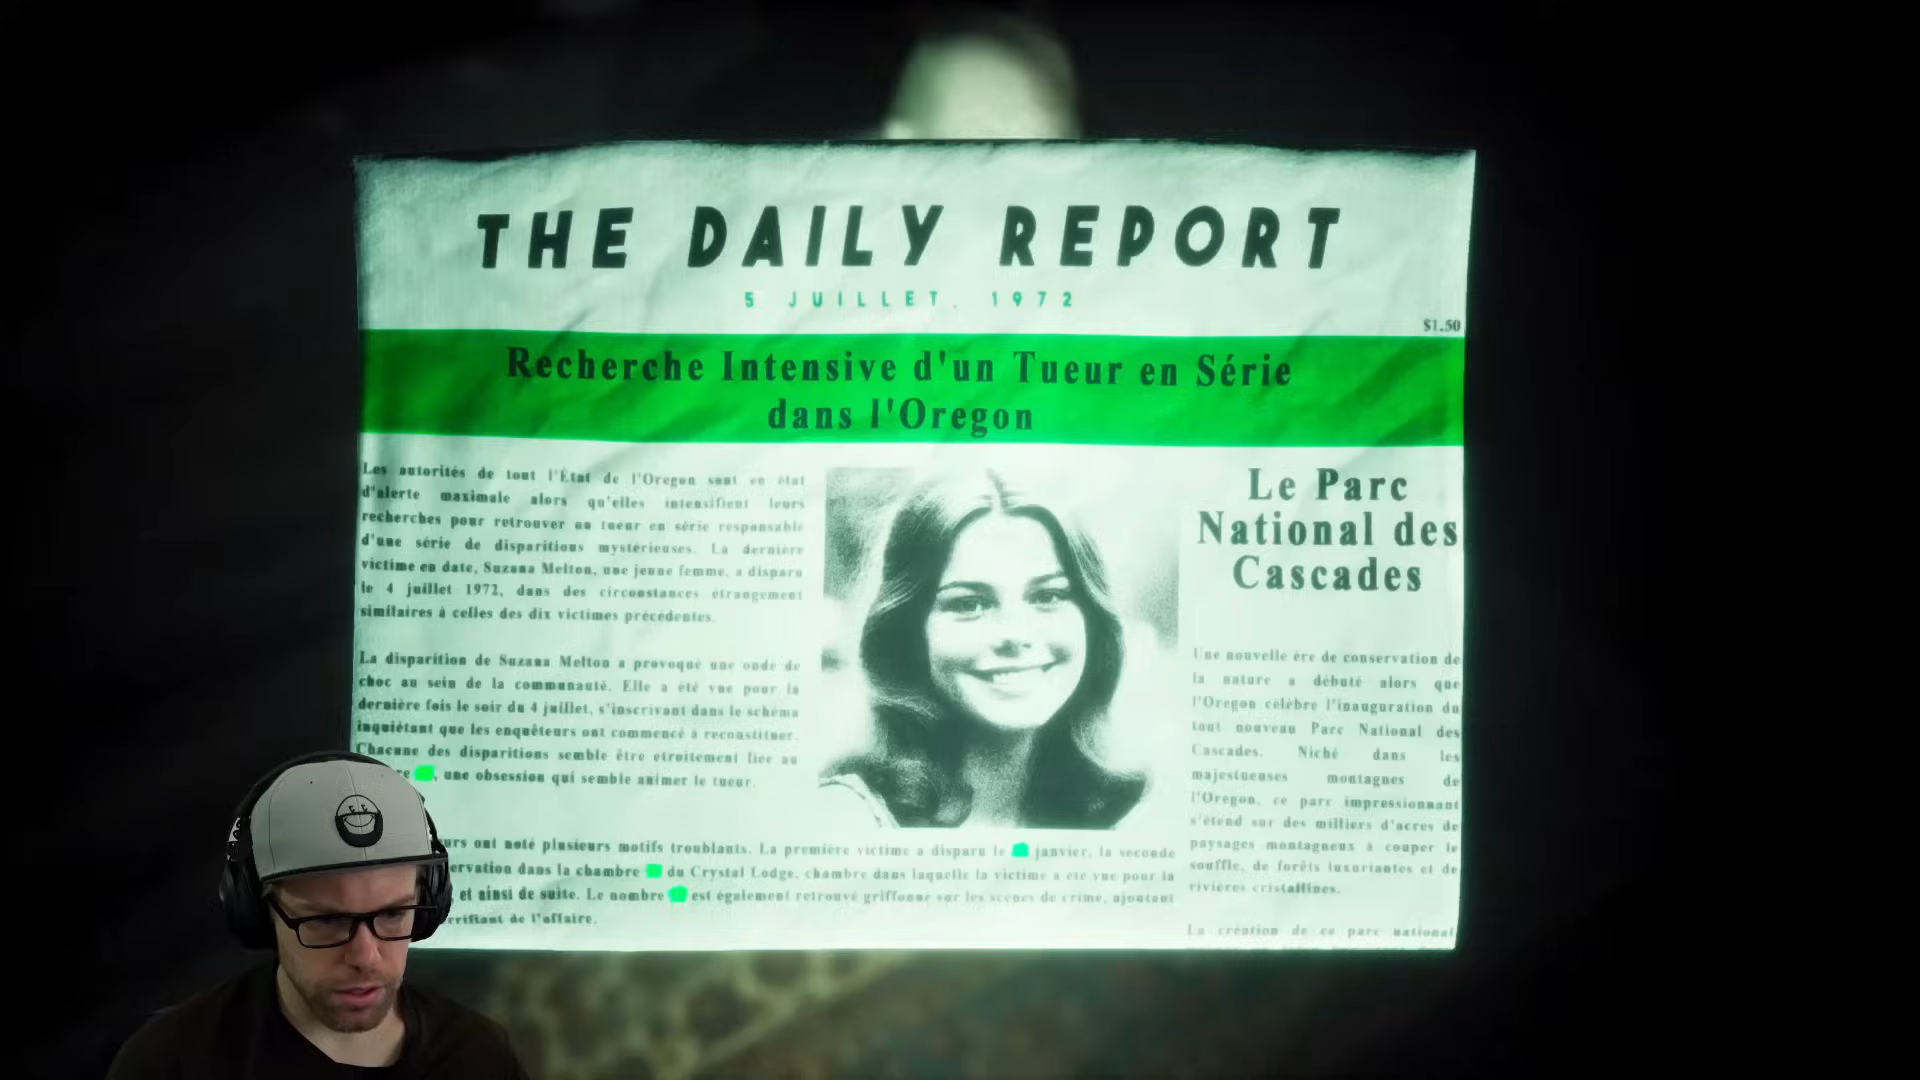 THE DAILY REPORT
5 JUILLET, 1972
$1.50
Recherche Intensive d'un Tueur en Série
dans l'Oregon
Les autorités de tout l'État de l'Oregon sont en état
d'alerte maximale alors qu'elles intensifient leurs
recherches pour retrouver un tueur en série responsable
d'une série de disparitions mystérieuses. La dernière
victime en date, Suzana Melton, une jeune femme, a disparu
le 4 juillet 1972, dans des circonstances étrangement
similaires à celles des dix victimes précédentes.
La disparition de Suzana Melton a provoqué une onde de
choc au sein de la communauté. Elle a été vue pour la
dernière fois le soir du 4 juillet, s'inscrivant dans le schéma
inquiétant que les enquêteurs ont commencé à reconstituer.
Chacune des disparitions semble être étroitement liée au
re , une obsession qui semble animer le tueur.
urs ont noté plusieurs motifs troublants. La première victime a disparu le janvier, la seconde
ervation dans la chambre du Crystal Lodge, chambre dans laquelle la victime a été vue pour la
et ainsi de suite. Le nombre est également retrouvé griffonné sur les scènes de crime, ajoutant
rrifiant de l'affaire.
Le Parc
National des
Cascades
Une nouvelle ère de conservation de
la nature a débuté alors que
l'Oregon célèbre l'inauguration du
tout nouveau Parc National des
Cascades. Niché dans les
majestueuses montagnes de
l'Oregon, ce parc impressionnant
s'étend sur des milliers d'acres de
paysages montagneux à couper le
souffle, de forêts luxuriantes et de
rivières cristallines.
La création de ce parc national